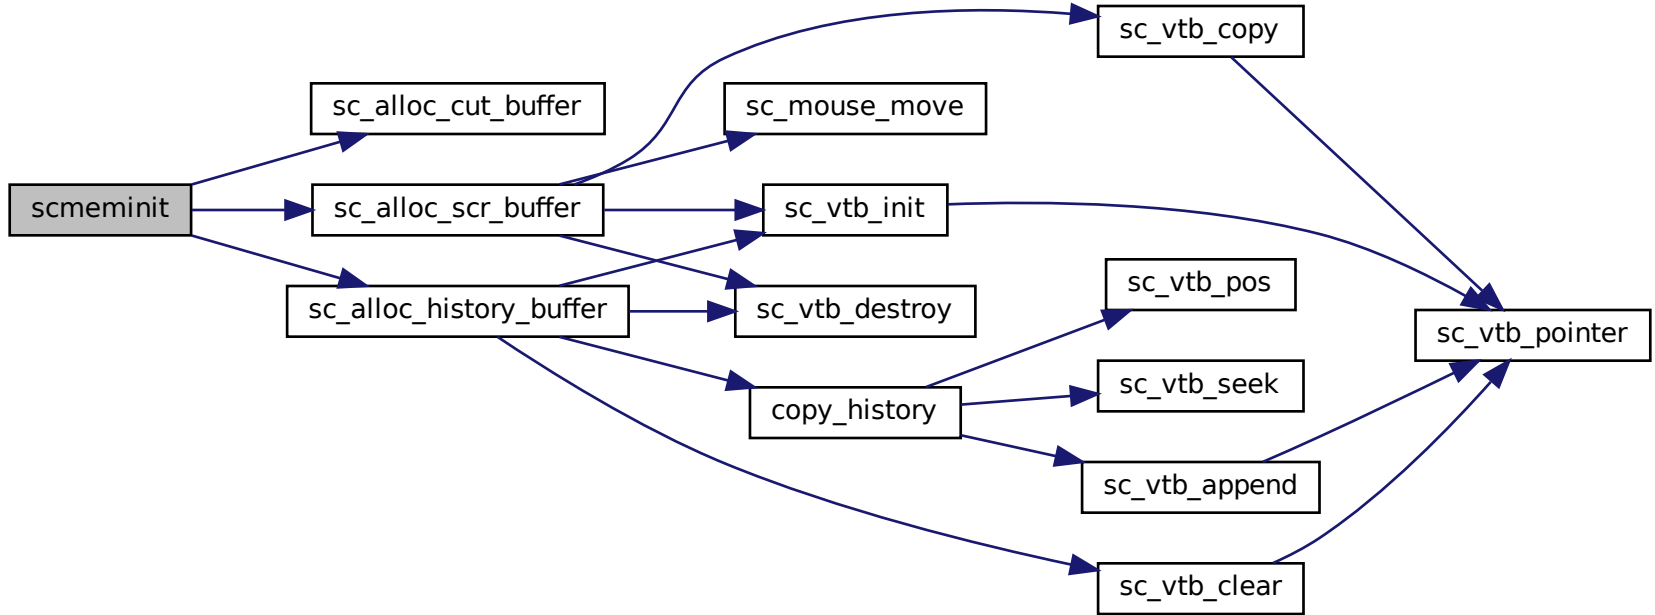 sc_vtb_copy
sc_alloc_cut_buffer
sc_mouse_move
scmeminit
sc_alloc_scr_buffer
sc_vtb_init
sc_vtb_pos
sc_alloc_history_buffer
sc_vtb_destroy
sc_vtb_pointer
sc_vtb_seek
copy_history
sc_vtb_append
sc_vtb_clear